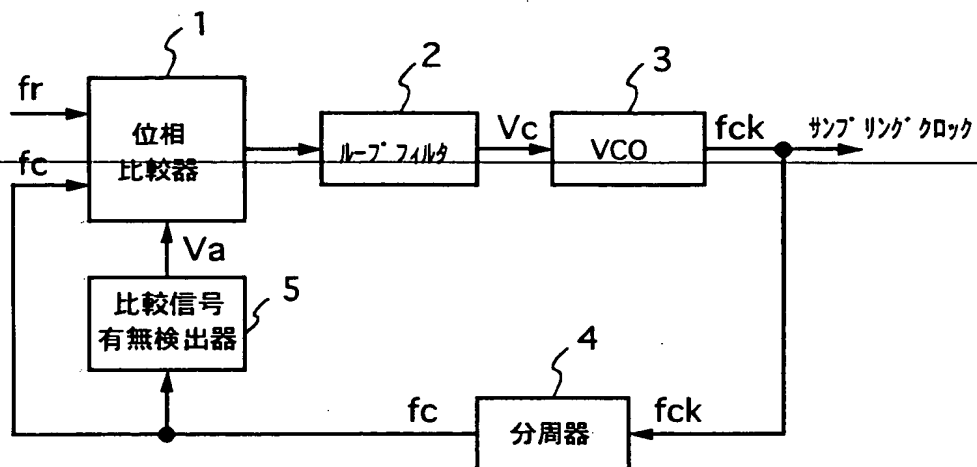 1
fr
位相
比較器
fc
2
ループフィルタ
Vc
3
VCO
fck
サンプリングクロック
Va
比較信号
有無検出器
5
4
fc
分周器
fck